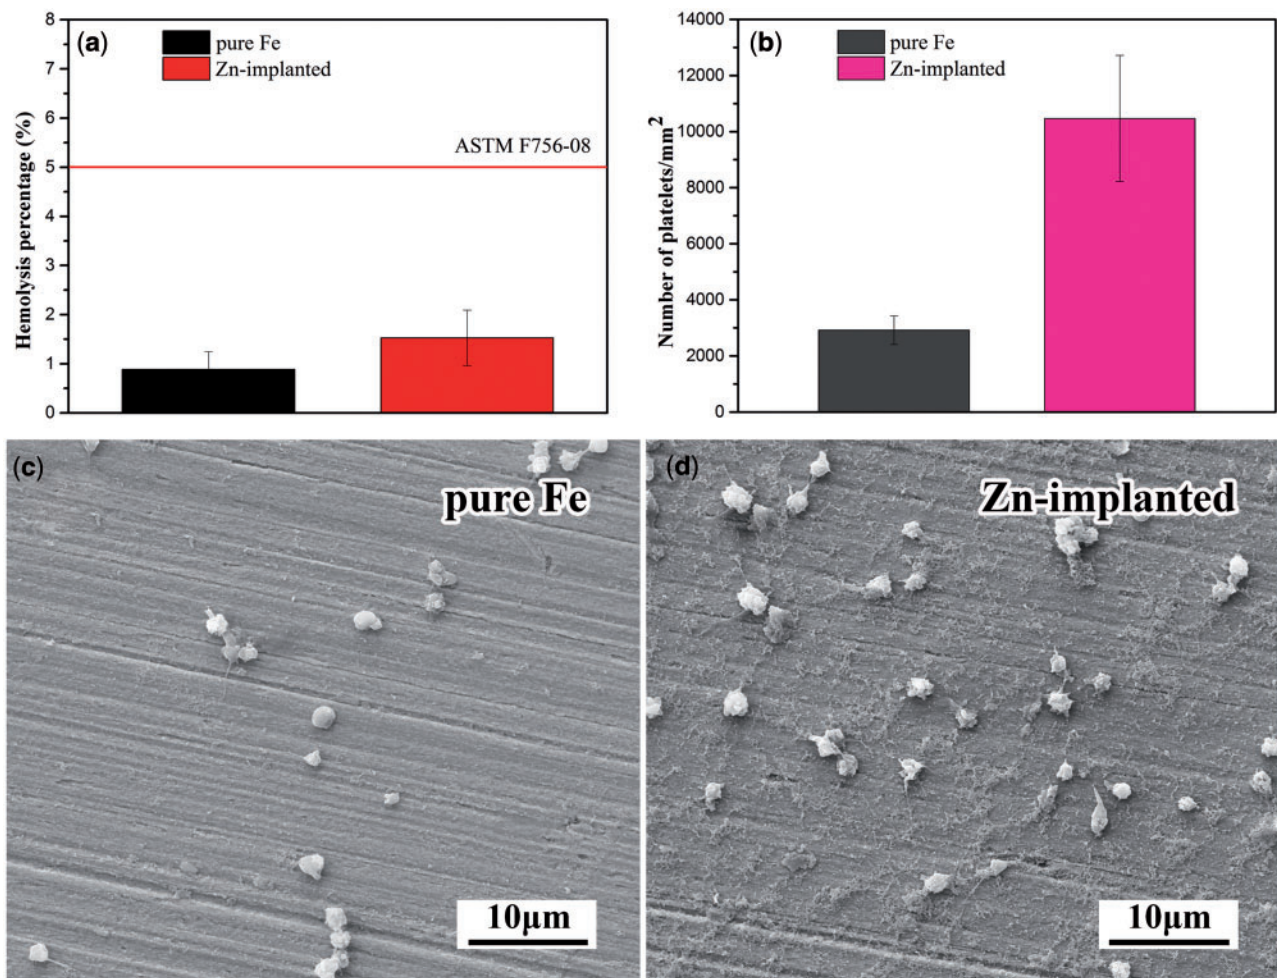 (a)
pure Fe
Zn-implanted
ASTM F756-08
Hemolysis percentage (%)
8
7
6
5
4
3
2
1
0
(b)
pure Fe
Zn-implanted
Number of platelets/mm²
14000
12000
10000
8000
6000
4000
2000
0
(c)
pure Fe
10μm
(d)
Zn-implanted
10μm